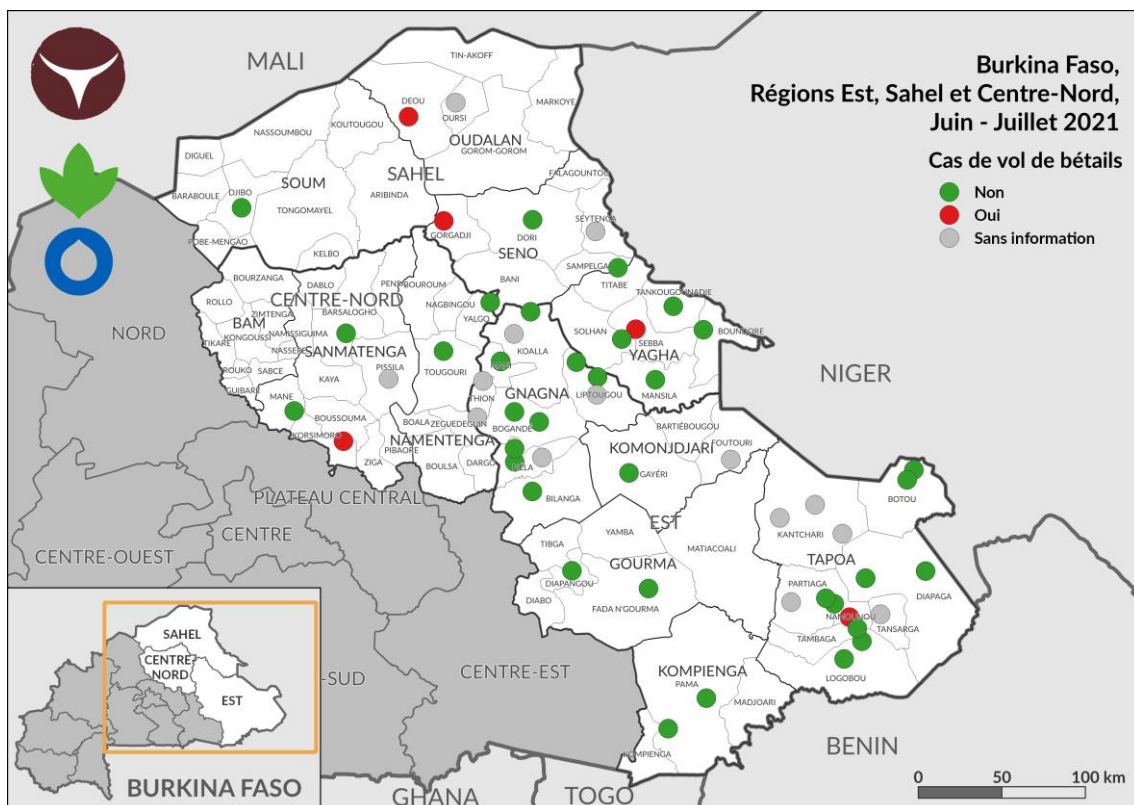 MALI
Burkina Faso,
Régions Est, Sahel et Centre-Nord,
Juin - Juillet 2021
Cas de vol de bétails
Non
Oui
Sans information
TIN-AKOFF
DEOU
OURSI
MARKOYE
KOUTOUGOU
NASSOUMBOU
OUDALAN
GOROM-GOROM
DIGUEL
SAHEL
FALAGOUNTOU
SOUM
BARABOULE
DJIBO
ARIBINDA
TONGOMAYEL
SEYTENGA
GORGADJI
DORI
POBE-MENGAO
KELBO
SENO
SAMPELGA
BANI
BOURZANGA
DABLO
PENSA
BOUROUM
TITABE
TANKOUGOUNADIE
NORD
ROLLO
CENTRE-NORD
NAGBINGOU
ZIMTENGA
BARSALOGHO
YALGO
BAM
NAMISSIGUIMA
SOLHAN
BOUNDORE
KONGOUSSI
TIKARE
NASSERE
SANMATENGA
KOALLA
SEBBA
YAGHA
NIGER
ROUKO
SABCE
KAYA
PISSILA
TOUGOURI
GUIBARE
MANE
THION
GNAGNA
LIPTOUGOU
MANSILA
BOUSSOUMA
BOALA
ZEGUEDEGUIN
BOGANDE
BARTIÉBOUGOU
KORSIMORO
NAMENTENGA
KOMONJDJARI
FOUTOURI
PIBAORE
ZIGA
BOULSA
DARGO
PIELA
GAYÉRI
PLATEAU CENTRAL
BILANGA
BOTOU
EST
CENTRE
YAMBA
KANTCHARI
CENTRE-OUEST
TIBGA
MATIACOALI
TAPOA
GOURMA
DIAPANGOU
PARTIAGA
DIAPAGA
DIABO
FADA N'GOURMA
NAMOUNOU
TANSARGA
TAMBAGA
SAHEL
CENTRE-
NORD
EST
-SUD
CENTRE-EST
KOMPIENGA
PAMA
LOGOBOU
MADJOARI
KOMPIENGA
BENIN
BURKINA FASO
GHANA
TOGO
0 50 100 km